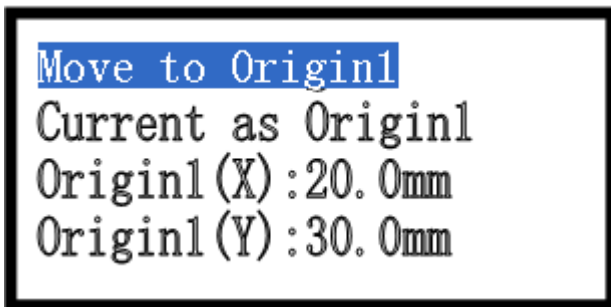 Move to Origin1
Current as Origin1
Origin1(X):20.0mm
Origin1(Y):30.0mm